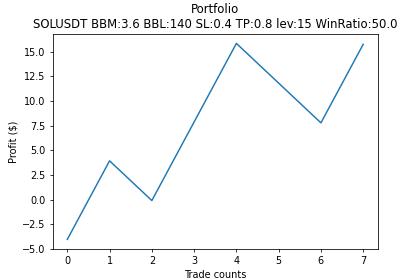 Portfolio
SOLUSDT BBM:3.6 BBL:140 SL:0.4 TP:0.8 lev:15 WinRatio:50.0
15.0
12.5
10.0
7.5
5.0
2.5
0.0
−2.5
−5.0
Profit ($)
0 1 2 3 4 5 6 7
Trade counts